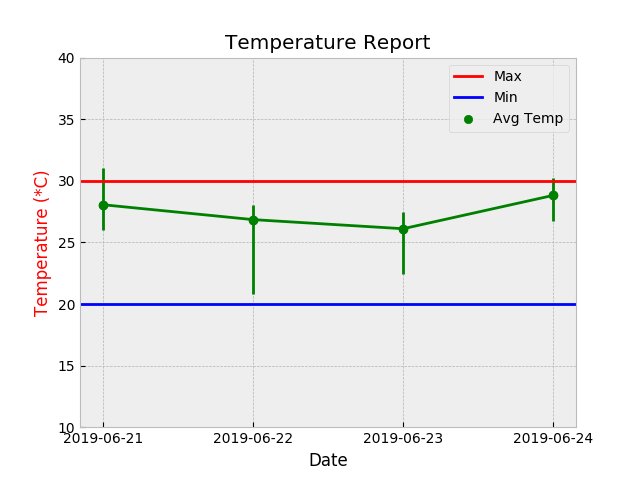 Temperature Report
Max
Min
Avg Temp
Temperature (*C)
40
35
30
25
20
15
10
2019-06-21 2019-06-22 2019-06-23 2019-06-24
Date